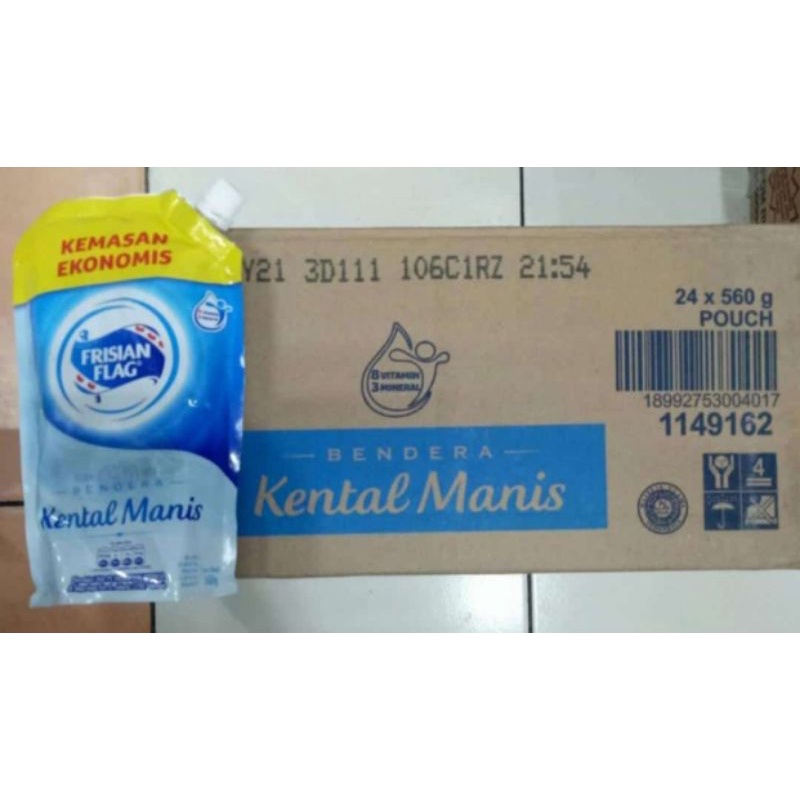 KEMASAN
EKONOMIS
FRISIAN
FLAG
BENDERA
Kental Manis
Y21 3D111 106C1RZ 21:54
8 VITAMIN
3 MINERAL
BENDERA
Kental Manis
24 x 560 g
POUCH
18992753004017
1149162
4